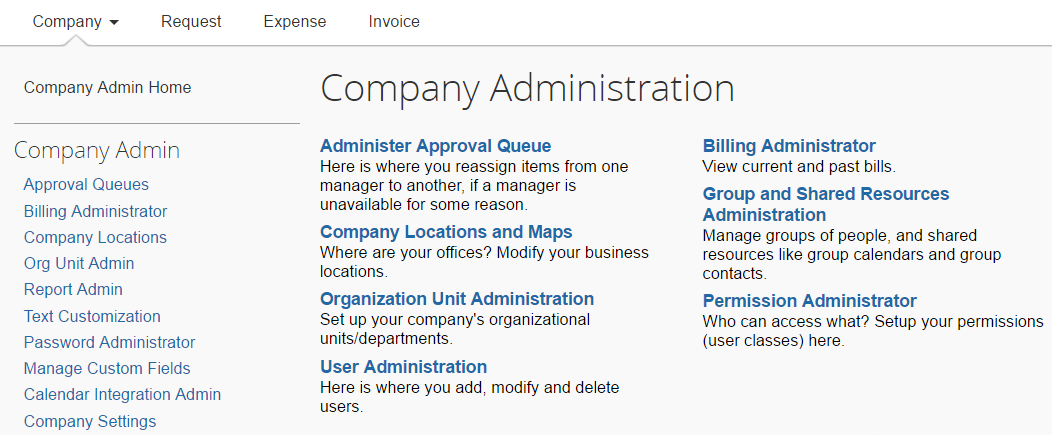 Company Request Expense Invoice
Company Admin Home
Company Admin
Approval Queues
Billing Administrator
Company Locations
Org Unit Admin
Report Admin
Text Customization
Password Administrator
Manage Custom Fields
Calendar Integration Admin
Company Settings
Company Administration
Administer Approval Queue
Here is where you reassign items from one
manager to another, if a manager is
unavailable for some reason.
Company Locations and Maps
Where are your offices? Modify your business
locations.
Organization Unit Administration
Set up your company's organizational
units/departments.
User Administration
Here is where you add, modify and delete
users.
Billing Administrator
View current and past bills.
Group and Shared Resources
Administration
Manage groups of people, and shared
resources like group calendars and group
contacts.
Permission Administrator
Who can access what? Setup your permissions
(user classes) here.